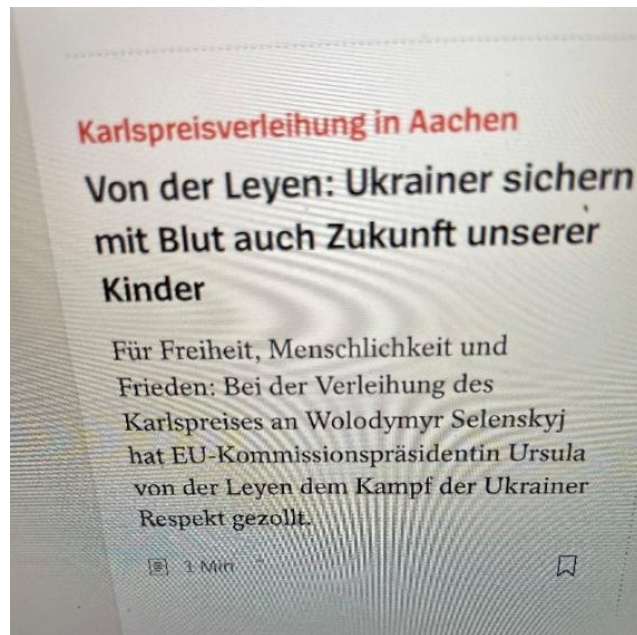 Karlspreisverleihung in Aachen
Von der Leyen: Ukrainer sichern
mit Blut auch Zukunft unserer
Kinder
Für Freiheit, Menschlichkeit und
Frieden: Bei der Verleihung des
Karlspreises an Wolodymyr Selenskyj
hat EU-Kommissionspräsidentin Ursula
von der Leyen dem Kampf der Ukrainer
Respekt gezollt.
1 Min